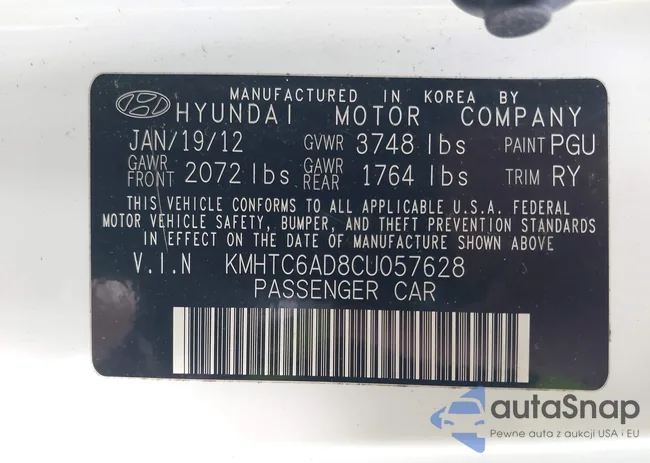 MANUFACTURED IN KOREA BY
HYUNDAI MOTOR COMPANY
JAN/19/12 GVWR 3748 lbs PAINT PGU
GAWR FRONT 2072 lbs GAWR REAR 1764 lbs TRIM RY
THIS VEHICLE CONFORMS TO ALL APPLICABLE U.S.A. FEDERAL
MOTOR VEHICLE SAFETY, BUMPER, AND THEFT PREVENTION STANDARDS
IN EFFECT ON THE DATE OF MANUFACTURE SHOWN ABOVE
V.I.N KMHTC6AD8CU057628
PASSENGER CAR
autaSnap
Pewne auta z aukcji USA i EU